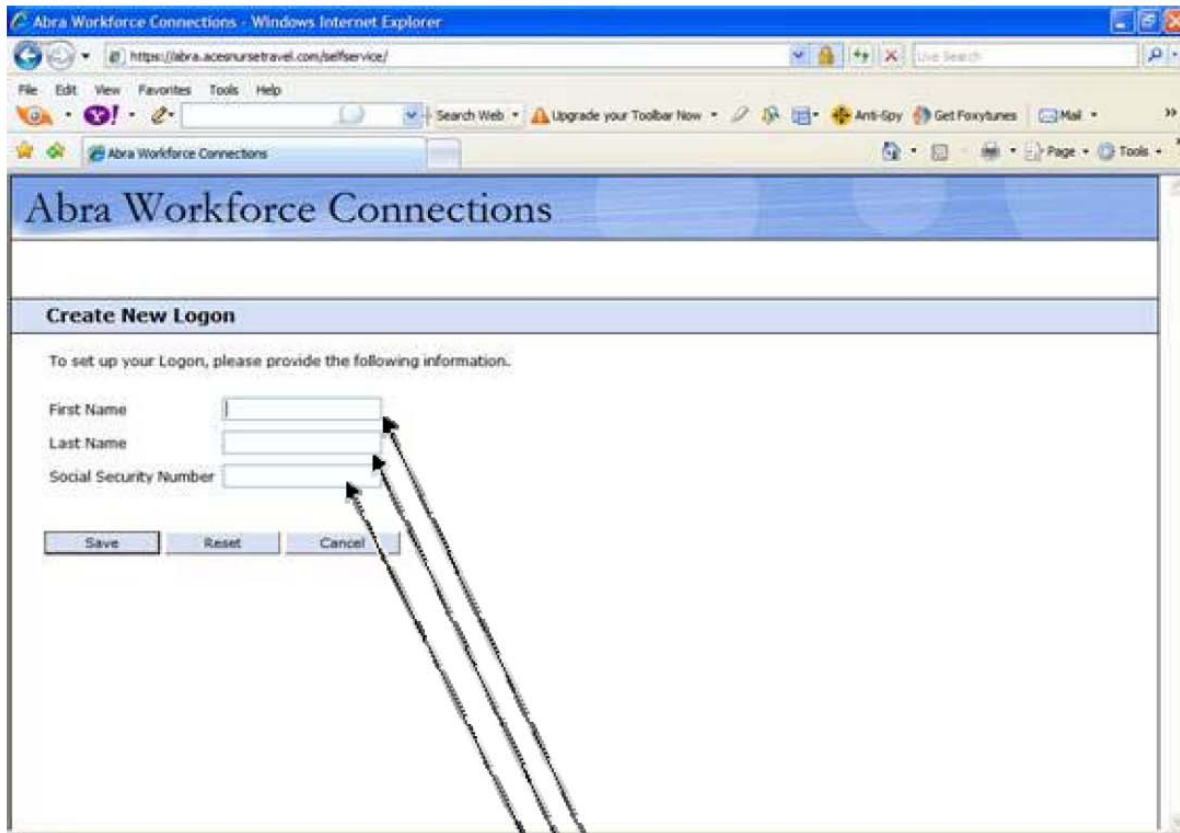 Abra Workforce Connections - Windows Internet Explorer
https://abra.acesnursetravel.com/selfservice/
Live Search
File Edit View Favorites Tools Help
Y! Search Web Upgrade your Toolbar Now Anti-Spy Get Foxytunes Mail
Abra Workforce Connections Page Tools
Abra Workforce Connections
Create New Logon
To set up your Logon, please provide the following information.
First Name
Last Name
Social Security Number
Save Reset Cancel